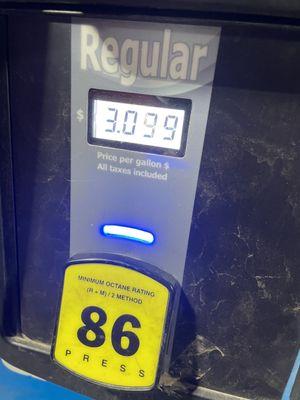 Regular
$ 3.099
Price per gallon $
All taxes included
MINIMUM OCTANE RATING
(R + M) / 2 METHOD
86
PRESS